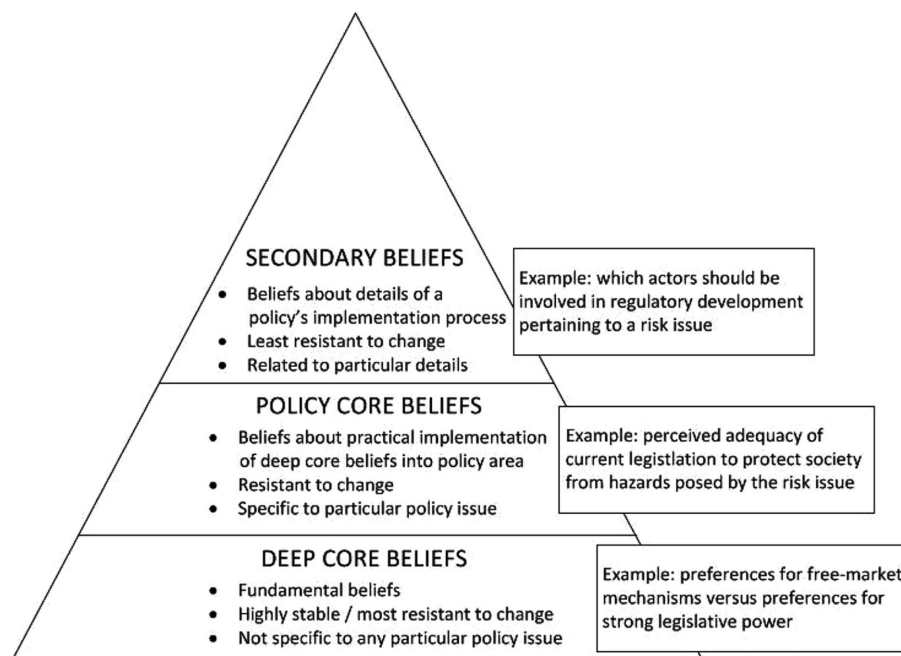 SECONDARY BELIEFS
• Beliefs about details of a
policy's implementation process
• Least resistant to change
• Related to particular details
Example: which actors should be
involved in regulatory development
pertaining to a risk issue
POLICY CORE BELIEFS
• Beliefs about practical implementation
of deep core beliefs into policy area
• Resistant to change
• Specific to particular policy issue
Example: perceived adequacy of
current legistlation to protect society
from hazards posed by the risk issue
DEEP CORE BELIEFS
• Fundamental beliefs
• Highly stable / most resistant to change
• Not specific to any particular policy issue
Example: preferences for free-market
mechanisms versus preferences for
strong legislative power